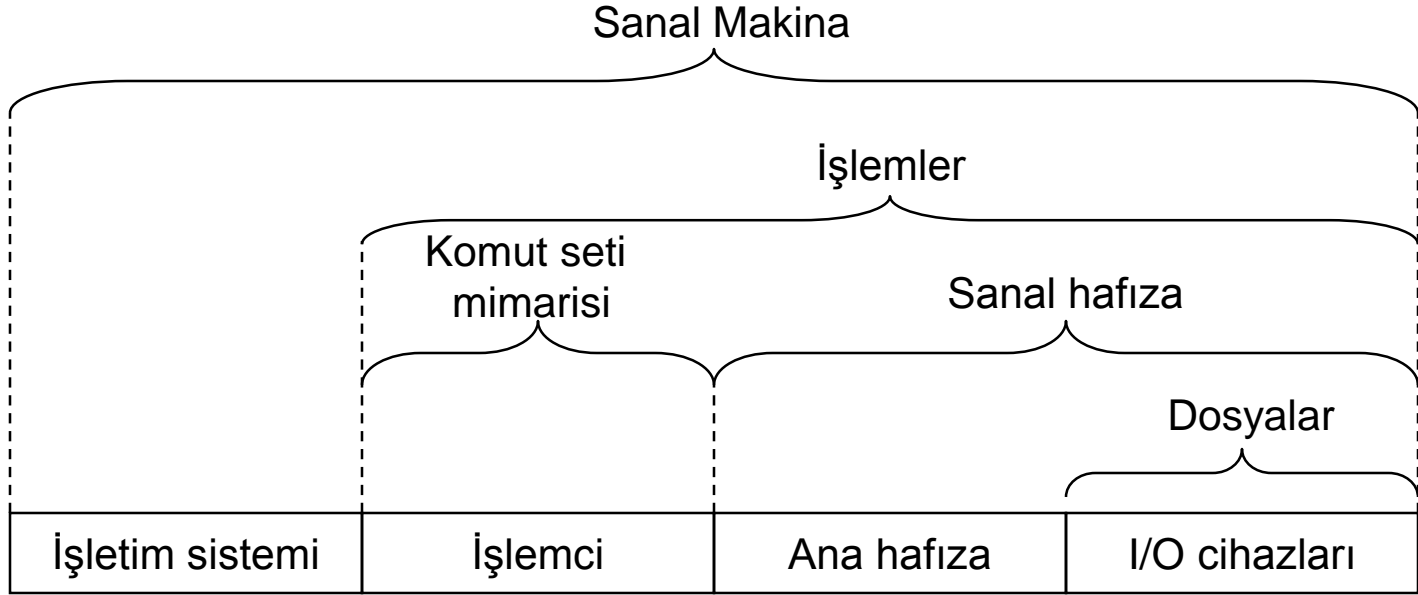 Sanal Makina
İşlemler
Komut seti
mimarisi
Sanal hafıza
Dosyalar
İşletim sistemi
İşlemci
Ana hafıza
I/O cihazları